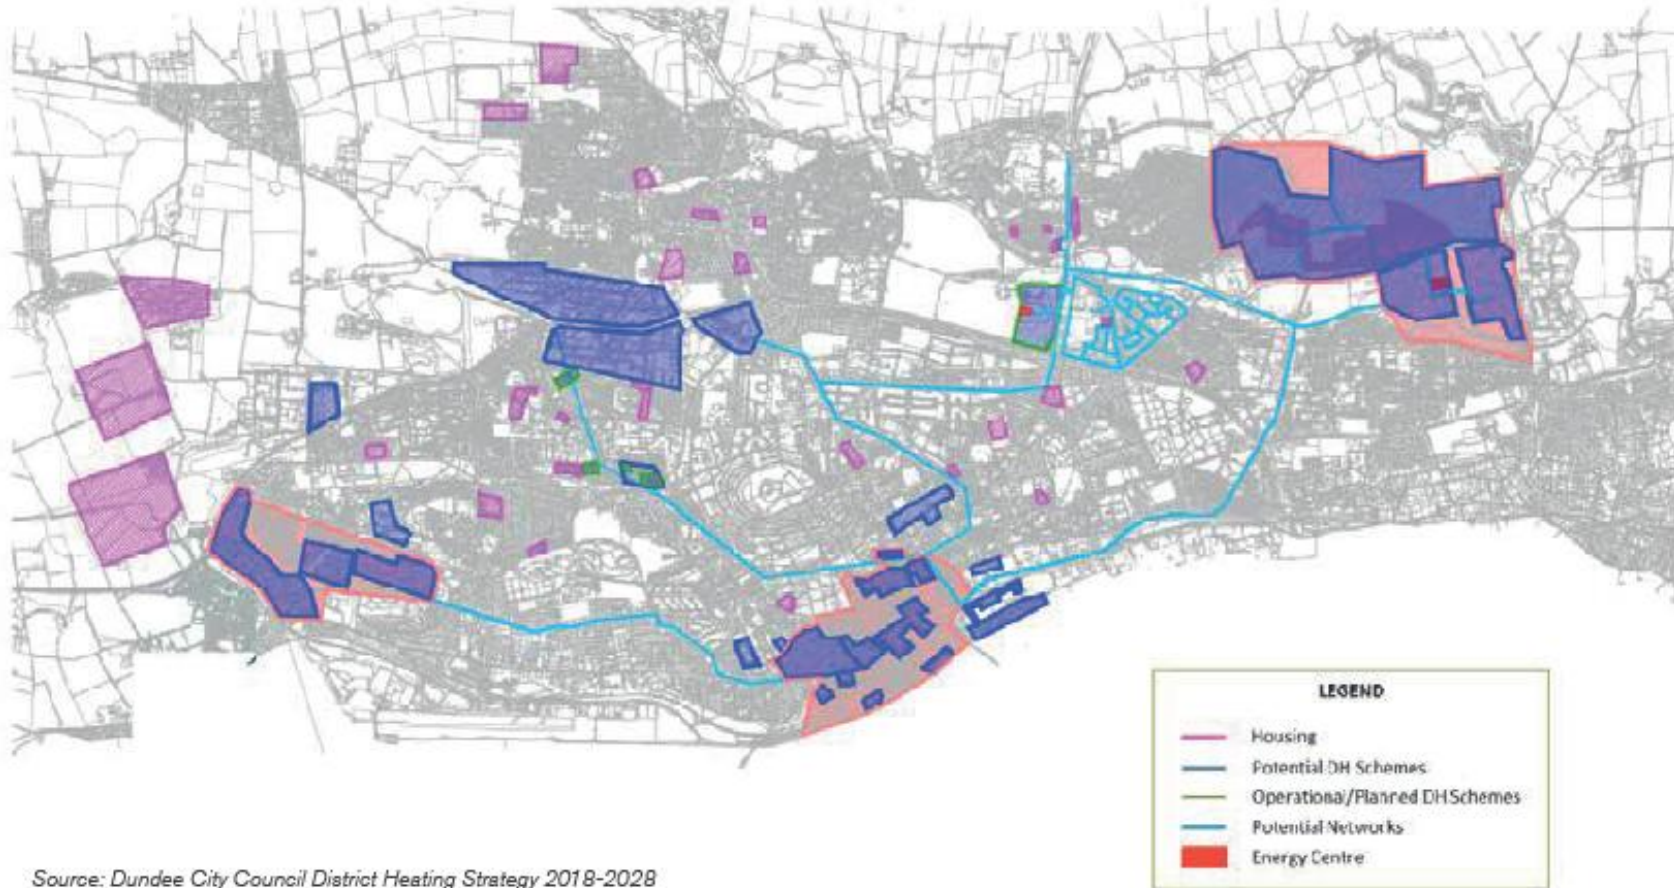 LEGEND
Housing
Potential DH Schemes
Operational/Planned DH Schemes
Potential Networks
Energy Centre
Source: Dundee City Council District Heating Strategy 2018-2028